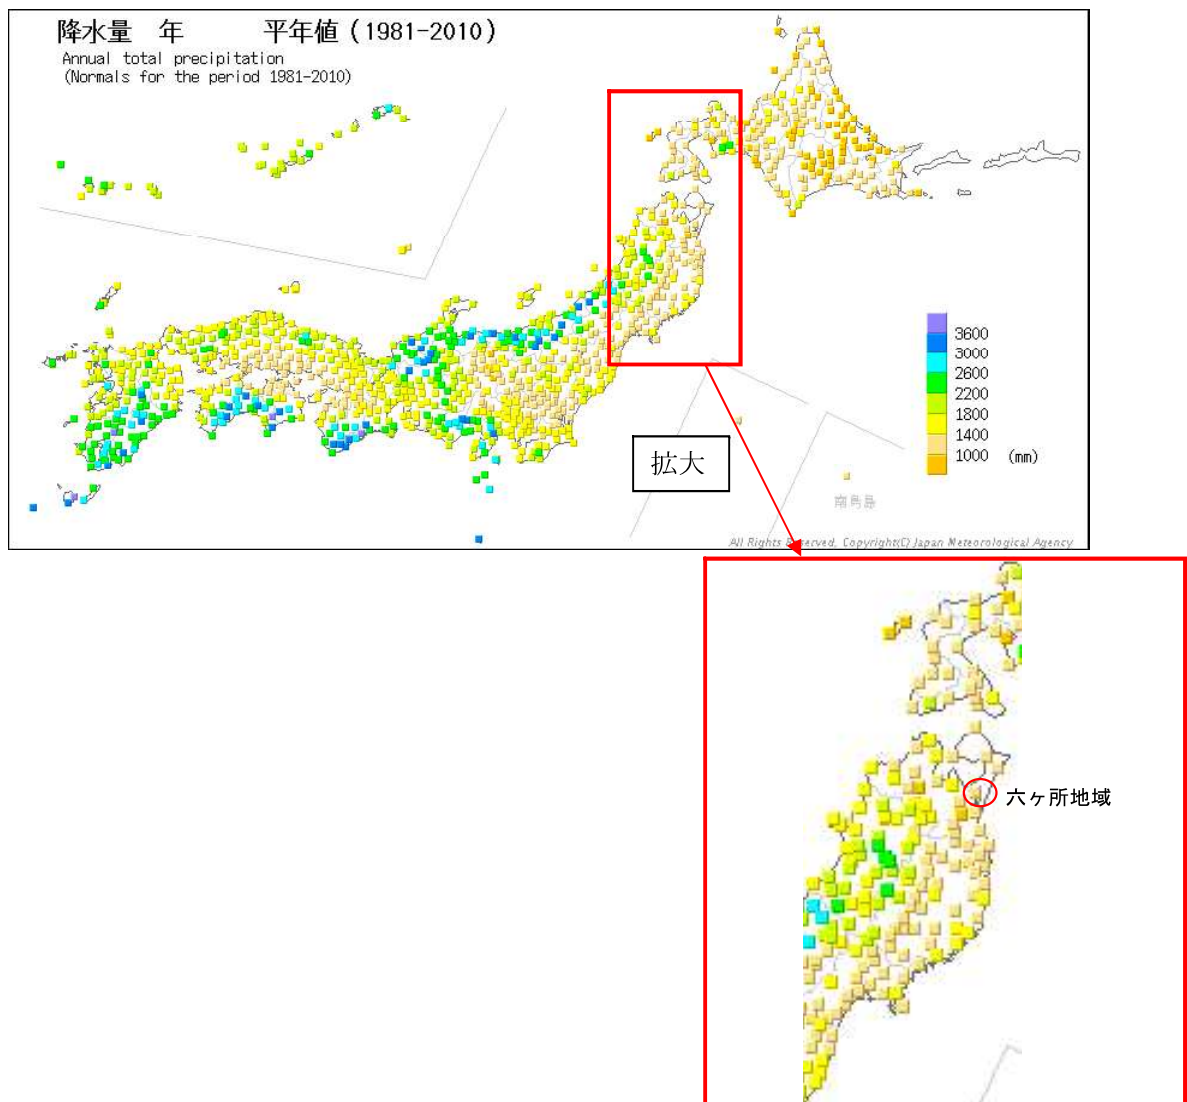 降水量 年 平年値 (1981-2010)
Annual total precipitation
(Normals for the period 1981-2010)
3600
3000
2600
2200
1800
1400
1000 (mm)
拡大
南鳥島
All Rights Reserved, Copyright(C) Japan Meteorological Agency
六ヶ所地域